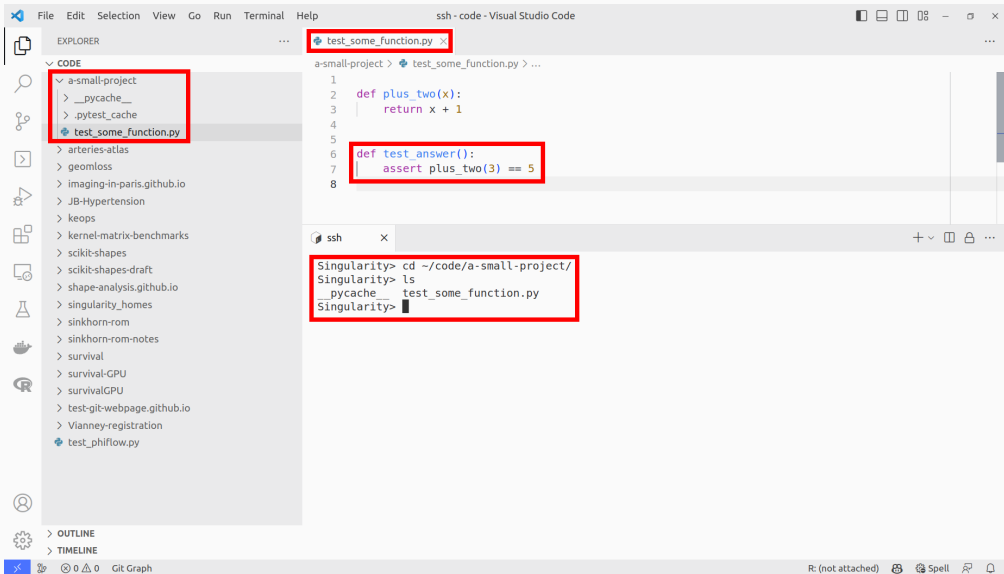 File Edit Selection View Go Run Terminal Help
ssh - code - Visual Studio Code
EXPLORER
CODE
a-small-project
__pycache__
.pytest_cache
test_some_function.py
arteries-atlas
geomloss
imaging-in-paris.github.io
JB-Hypertension
keops
kernel-matrix-benchmarks
scikit-shapes
scikit-shapes-draft
shape-analysis.github.io
singularity_homes
sinkhorn-rom
sinkhorn-rom-notes
survival
survival-GPU
survivalGPU
test-git-webpage.github.io
Vianney-registration
test_phiflow.py
OUTLINE
TIMELINE
test_some_function.py
a-small-project > test_some_function.py > ...
1
2 def plus_two(x):
3 return x + 1
4
5
6 def test_answer():
7 assert plus_two(3) == 5
8
ssh
Singularity> cd ~/code/a-small-project/
Singularity> ls
__pycache__ test_some_function.py
Singularity>
0 0 Git Graph
R: (not attached) Spell